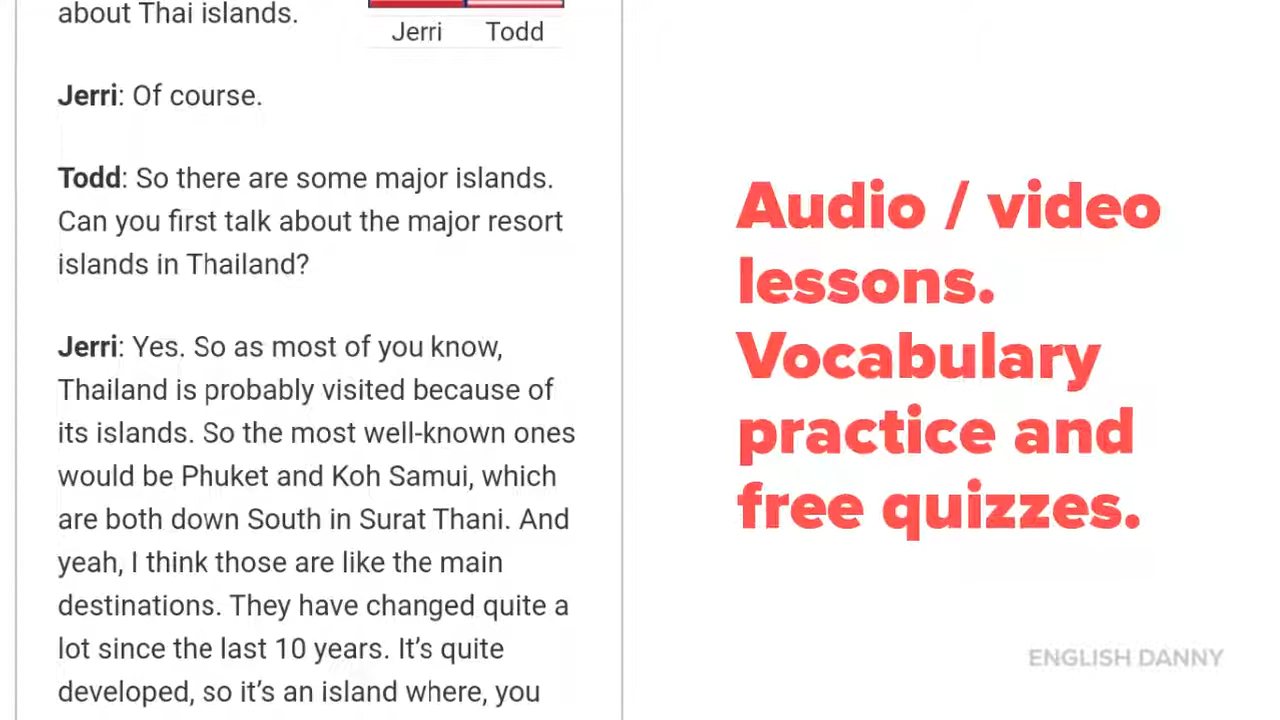 about Thai islands.
Jerri Todd
Jerri: Of course.
Todd: So there are some major islands.
Can you first talk about the major resort
islands in Thailand?
Jerri: Yes. So as most of you know,
Thailand is probably visited because of
its islands. So the most well-known ones
would be Phuket and Koh Samui, which
are both down South in Surat Thani. And
yeah, I think those are like the main
destinations. They have changed quite a
lot since the last 10 years. It’s quite
developed, so it’s an island where, you
Audio / video
lessons.
Vocabulary
practice and
free quizzes.
ENGLISH DANNY